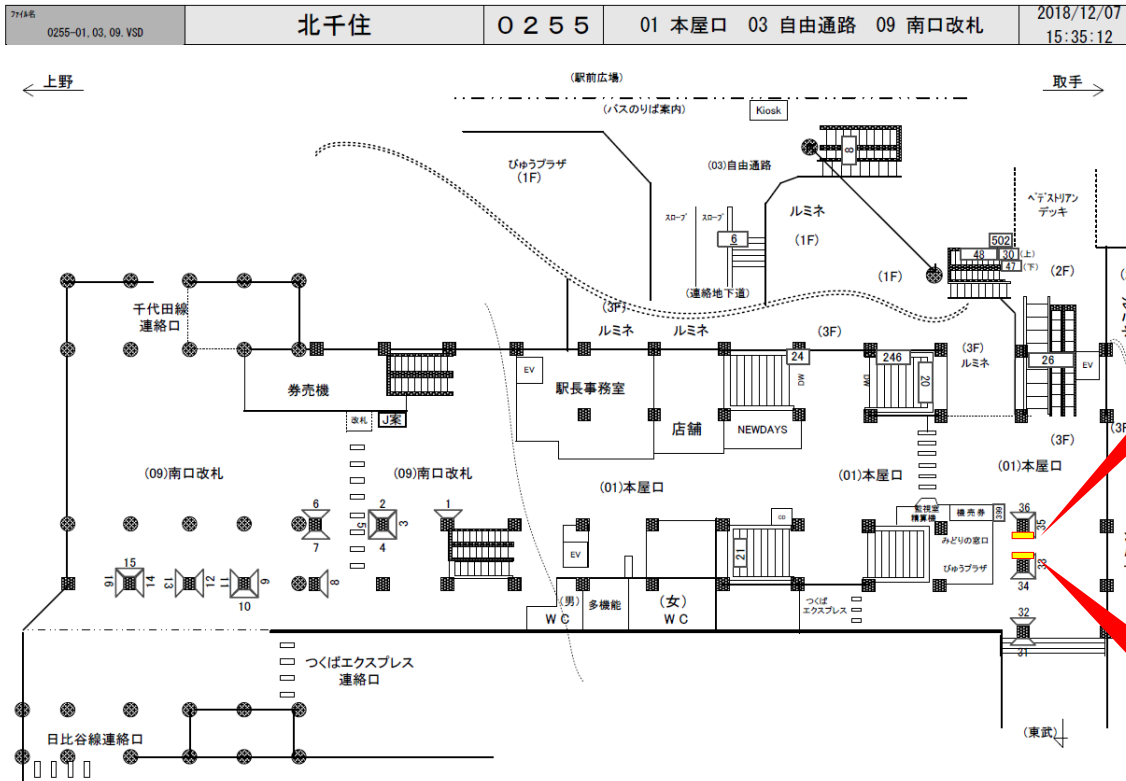 ファイル名
0255-01, 03, 09. VSD
北千住
0255
01 本屋口 03 自由通路 09 南口改札
2018/12/07
15:35:12
上野
(駅前広場)
取手
(バスのりば案内)
Kiosk
びゅうプラザ
(1F)
(03)自由通路
8
ペデストリアン
デッキ
スロープ
スロープ
ルミネ
(1F)
6
502
48
30
(上)
47
(下)
(2F)
(1F)
(連絡地下道)
千代田線
連絡口
(3F)
ルミネ
ルミネ
(3F)
(3F)
ルミネ
EV
駅長事務室
24
MO
246
DW
20
26
EV
券売機
改札
J案
店舗
NEWDAYS
(3F)
(3F
(09)南口改札
(09)南口改札
(01)本屋口
(01)本屋口
(01)本屋口
6
7
5
2
3
4
1
CD
監視室
精算機
機売券
399
36
35
みどりの窓口
EV
21
びゅうプラザ
33
34
15
16
14
13
12
11
9
10
8
(男)
WC
多機能
(女)
WC
つくば
エクスプレス
32
31
つくばエクスプレス
連絡口
日比谷線連絡口
(東武)